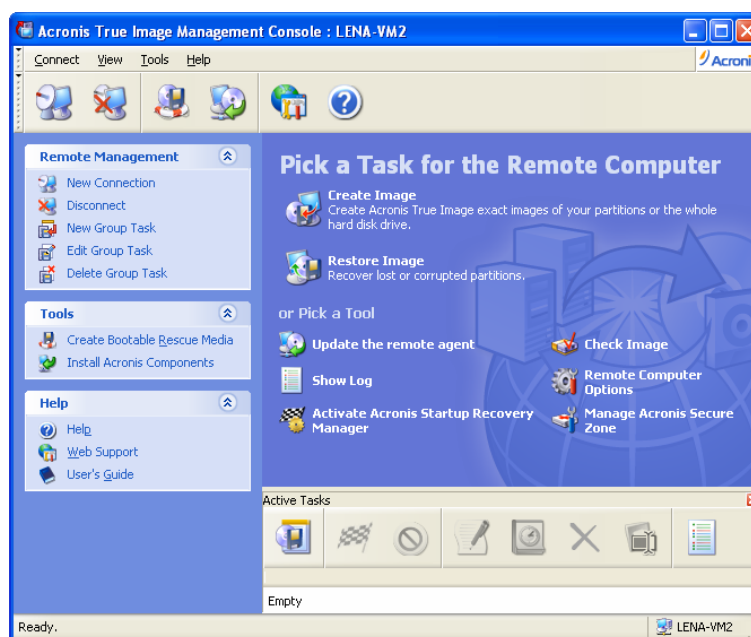 Acronis True Image Management Console : LENA-VM2
Connect View Tools Help
Acroni
Remote Management
New Connection
Disconnect
New Group Task
Edit Group Task
Delete Group Task
Tools
Create Bootable Rescue Media
Install Acronis Components
Help
Help
Web Support
User's Guide
Pick a Task for the Remote Computer
Create Image
Create Acronis True Image exact images of your partitions or the whole
hard disk drive.
Restore Image
Recover lost or corrupted partitions.
or Pick a Tool
Update the remote agent
Check Image
Show Log
Remote Computer
Options
Activate Acronis Startup Recovery
Manager
Manage Acronis Secure
Zone
Active Tasks
Empty
Ready.
LENA-VM2